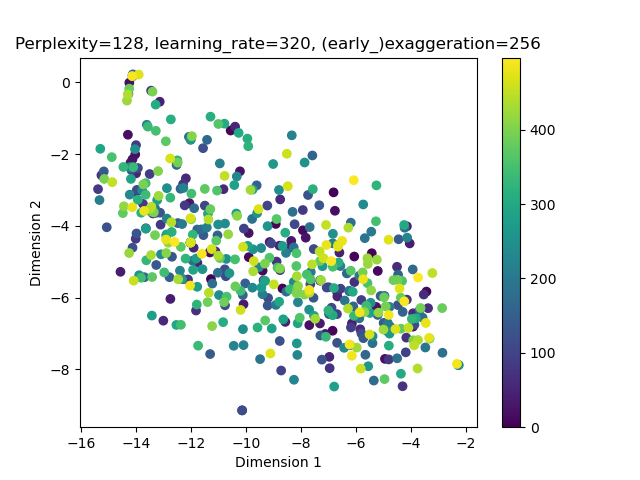 Perplexity=128, learning_rate=320, (early_)exaggeration=256
0
−2
−4
−6
−8
Dimension 2
−16 −14 −12 −10 −8 −6 −4 −2
Dimension 1
400
300
200
100
0